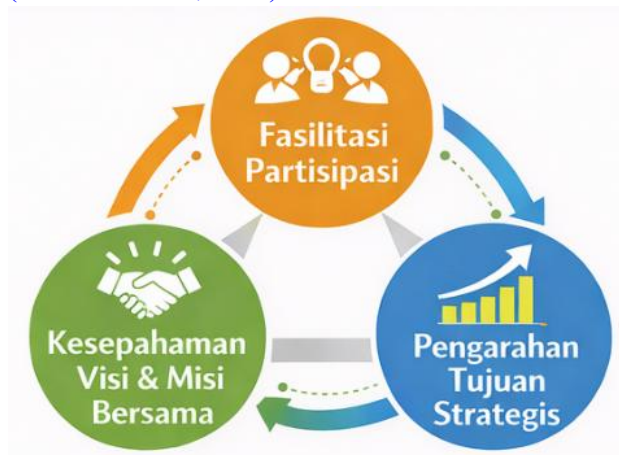 Fasilitasi
Partisipasi
Kesepahaman
Visi & Misi
Bersama
Pengarahan
Tujuan
Strategis